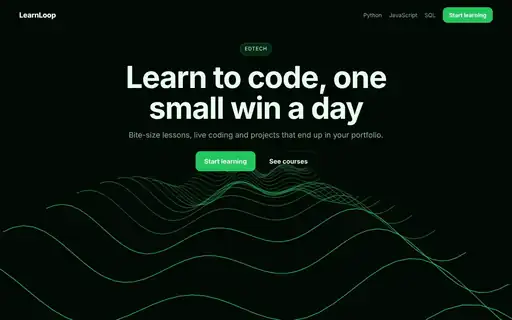 LearnLoop
Python JavaScript SQL Start learning
EDTECH
Learn to code, one
small win a day
Bite-size lessons, live coding and projects that end up in your portfolio.
Start learning See courses